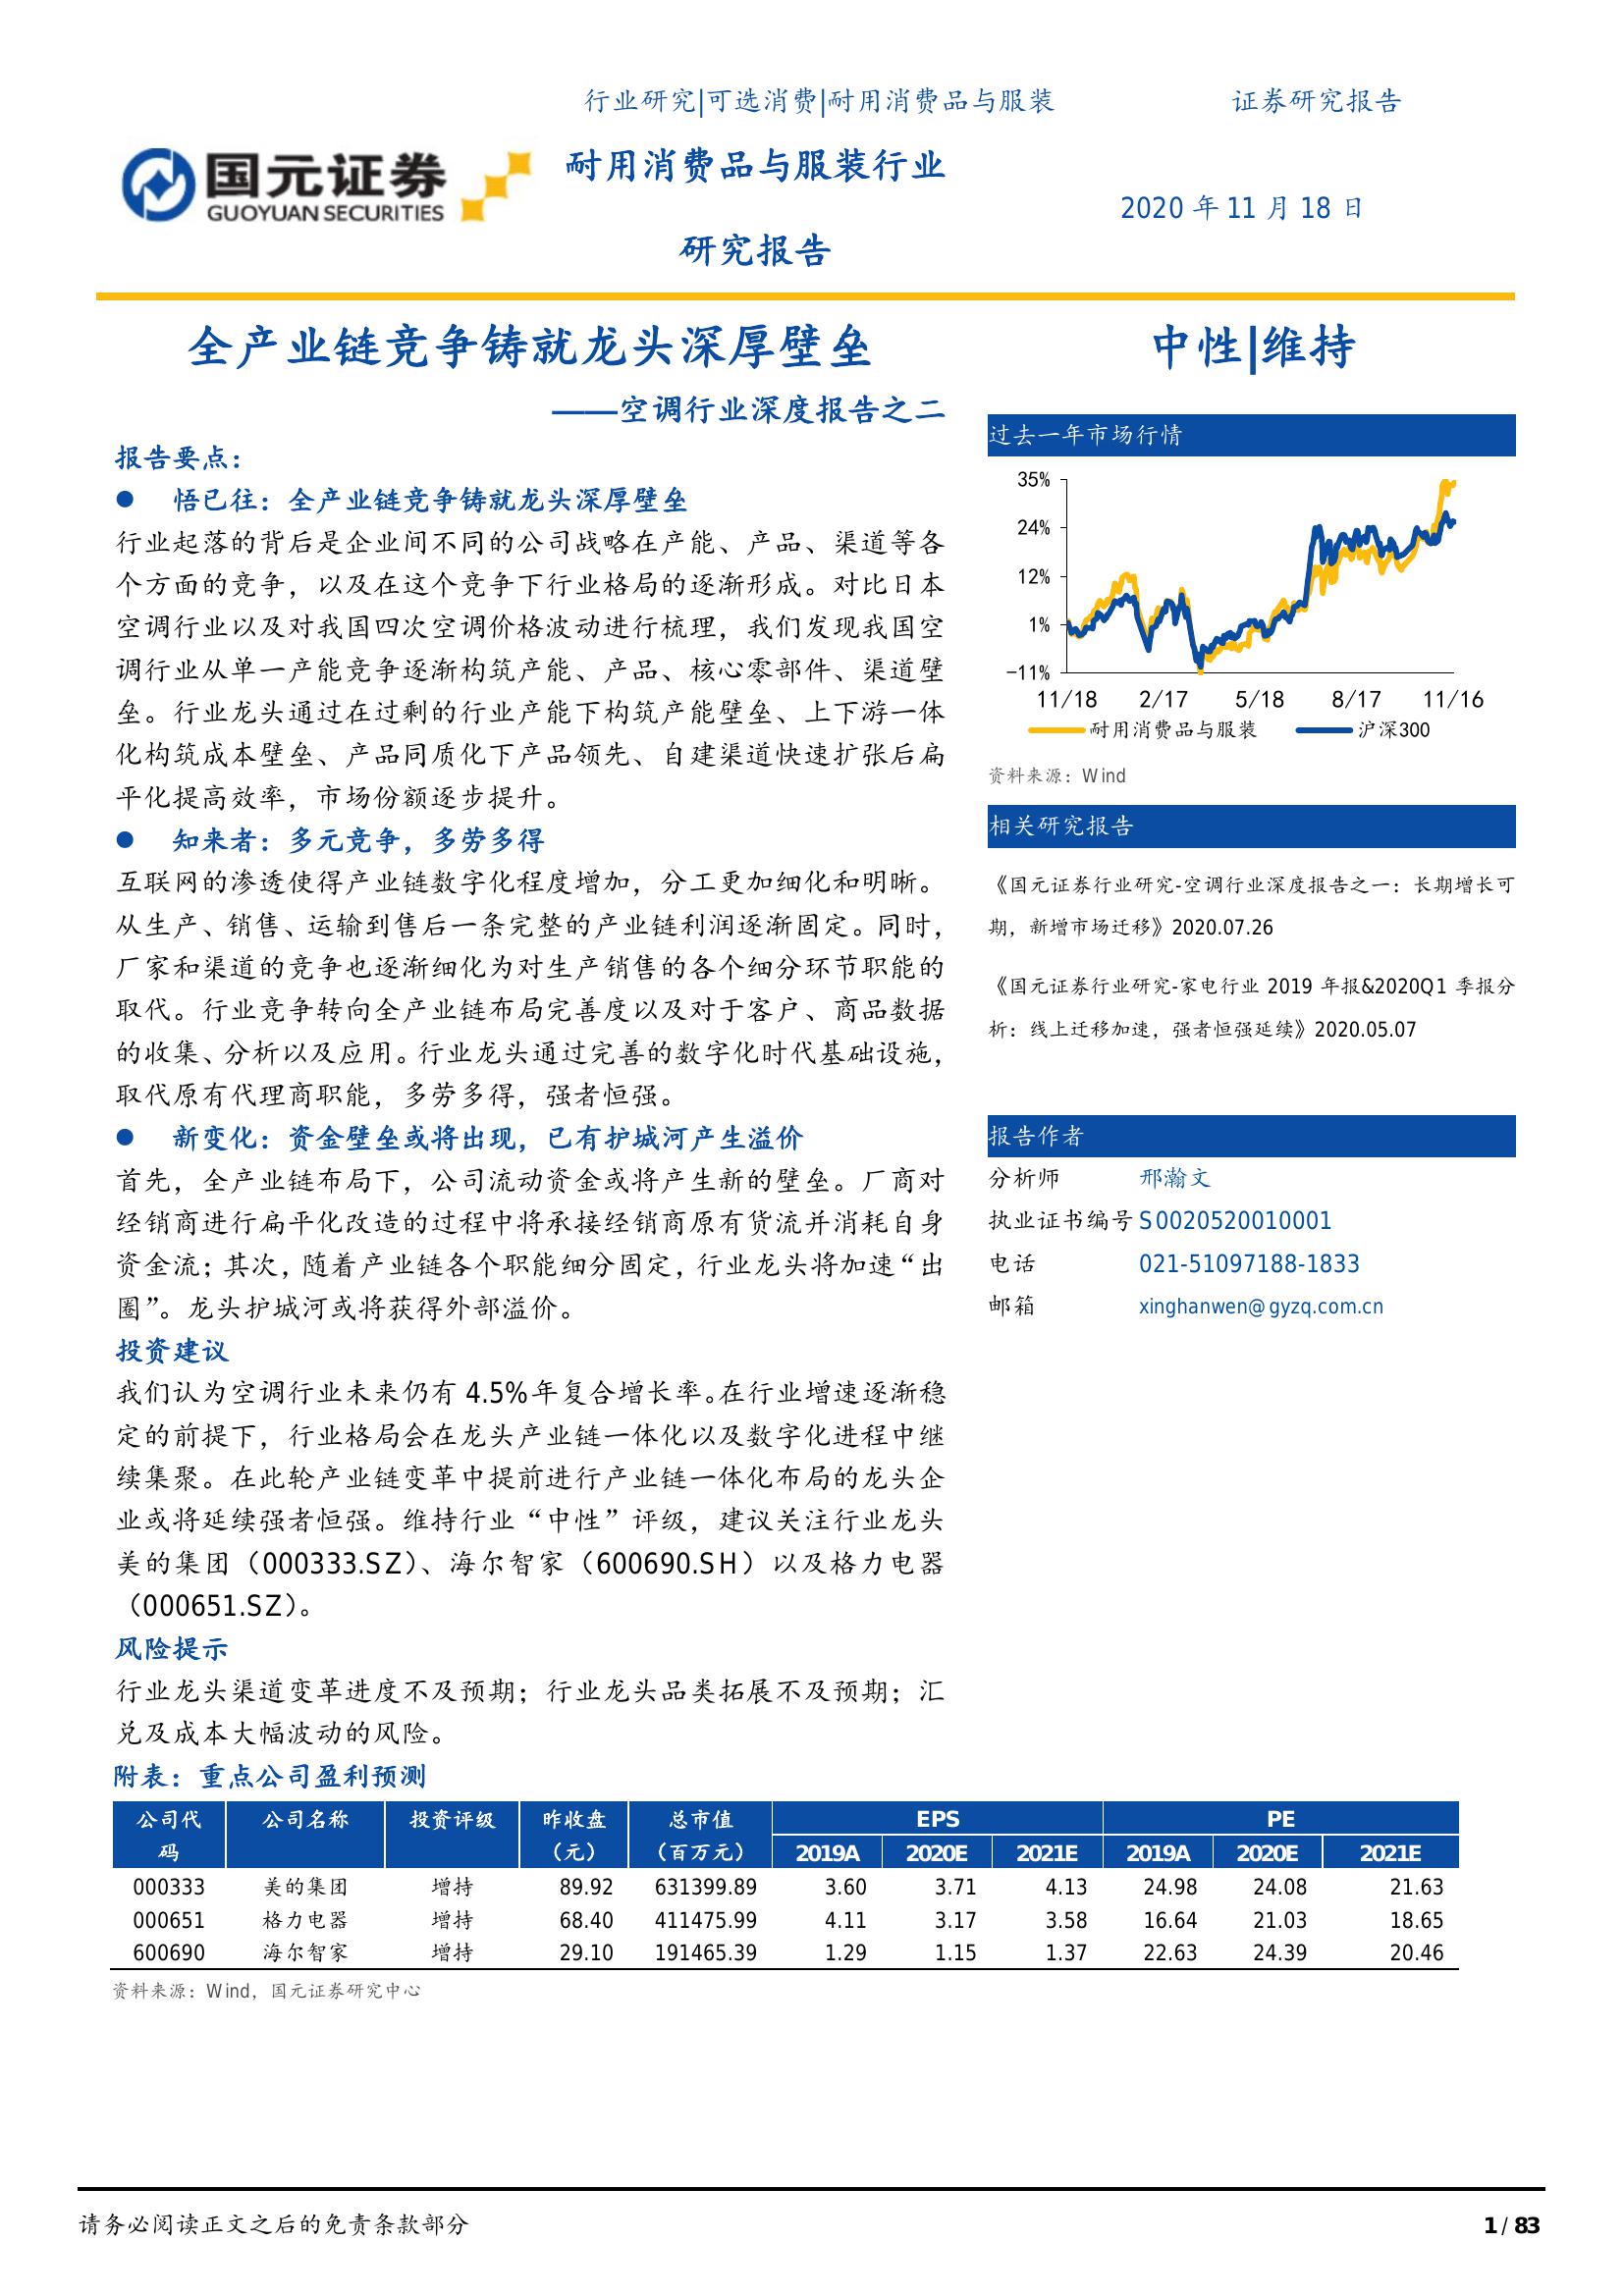 行业研究|可选消费|耐用消费品与服装
证券研究报告
国元证券
GUOYUAN SECURITIES
耐用消费品与服装行业
研究报告
2020 年 11 月 18 日
全产业链竞争铸就龙头深厚壁垒
——空调行业深度报告之二
报告要点：
● 悟已往：全产业链竞争铸就龙头深厚壁垒
行业起落的背后是企业间不同的公司战略在产能、产品、渠道等各
个方面的竞争，以及在这个竞争下行业格局的逐渐形成。对比日本
空调行业以及对我国四次空调价格波动进行梳理，我们发现我国空
调行业从单一产能竞争逐渐构筑产能、产品、核心零部件、渠道壁
垒。行业龙头通过在过剩的行业产能下构筑产能壁垒、上下游一体
化构筑成本壁垒、产品同质化下产品领先、自建渠道快速扩张后扁
平化提高效率，市场份额逐步提升。
● 知来者：多元竞争，多劳多得
互联网的渗透使得产业链数字化程度增加，分工更加细化和明晰。
从生产、销售、运输到售后一条完整的产业链利润逐渐固定。同时，
厂家和渠道的竞争也逐渐细化为对生产销售的各个细分环节职能的
取代。行业竞争转向全产业链布局完善度以及对于客户、商品数据
的收集、分析以及应用。行业龙头通过完善的数字化时代基础设施，
取代原有代理商职能，多劳多得，强者恒强。
● 新变化：资金壁垒或将出现，已有护城河产生溢价
首先，全产业链布局下，公司流动资金或将产生新的壁垒。厂商对
经销商进行扁平化改造的过程中将承接经销商原有货流并消耗自身
资金流；其次，随着产业链各个职能细分固定，行业龙头将加速“出
圈”。龙头护城河或将获得外部溢价。
投资建议
我们认为空调行业未来仍有 4.5%年复合增长率。在行业增速逐渐稳
定的前提下，行业格局会在龙头产业链一体化以及数字化进程中继
续集聚。在此轮产业链变革中提前进行产业链一体化布局的龙头企
业或将延续强者恒强。维持行业“中性”评级，建议关注行业龙头
美的集团（000333.SZ）、海尔智家（600690.SH）以及格力电器
（000651.SZ）。
风险提示
行业龙头渠道变革进度不及预期；行业龙头品类拓展不及预期；汇
兑及成本大幅波动的风险。
中性|维持
过去一年市场行情
35%
24%
12%
1%
-11%
11/18 2/17 5/18 8/17 11/16
耐用消费品与服装 沪深300
资料来源：Wind
相关研究报告
《国元证券行业研究-空调行业深度报告之一：长期增长可
期，新增市场迁移》2020.07.26
《国元证券行业研究-家电行业 2019 年报&2020Q1 季报分
析：线上迁移加速，强者恒强延续》2020.05.07
报告作者
分析师 邢瀚文
执业证书编号 S0020520010001
电话 021-51097188-1833
邮箱 xinghanwen@gyzq.com.cn
附表：重点公司盈利预测
公司代码 公司名称 投资评级 昨收盘（元） 总市值（百万元） EPS PE
2019A 2020E 2021E 2019A 2020E 2021E
000333 美的集团 增持 89.92 631399.89 3.60 3.71 4.13 24.98 24.08 21.63
000651 格力电器 增持 68.40 411475.99 4.11 3.17 3.58 16.64 21.03 18.65
600690 海尔智家 增持 29.10 191465.39 1.29 1.15 1.37 22.63 24.39 20.46
资料来源：Wind，国元证券研究中心
请务必阅读正文之后的免责条款部分
1 / 83